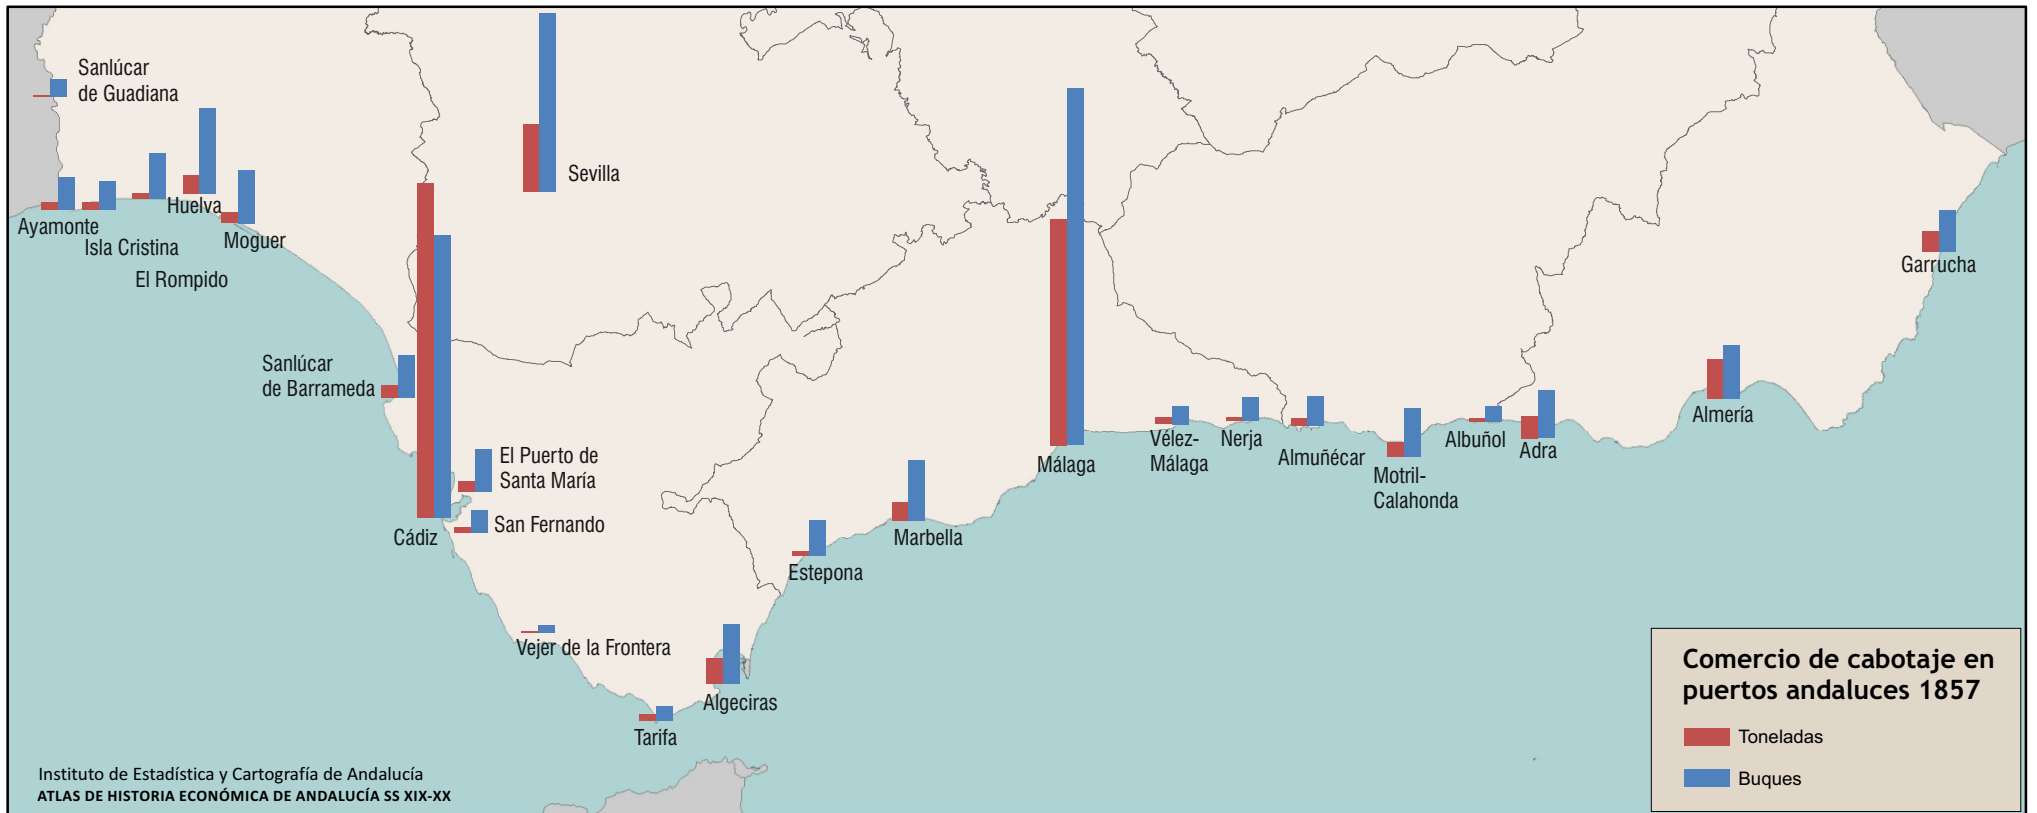 Sanlúcar
de Guadiana
Sevilla
Ayamonte
Isla Cristina
El Rompido
Huelva
Moguer
Sanlúcar
de Barrameda
El Puerto de
Santa María
San Fernando
Cádiz
Vejer de la Frontera
Tarifa
Algeciras
Estepona
Marbella
Málaga
Vélez-
Málaga
Nerja
Almuñécar
Motril-
Calahonda
Albuñol
Adra
Almería
Garrucha
Comercio de cabotaje en
puertos andaluces 1857
Toneladas
Buques
Instituto de Estadística y Cartografía de Andalucía
ATLAS DE HISTORIA ECONÓMICA DE ANDALUCÍA SS XIX-XX